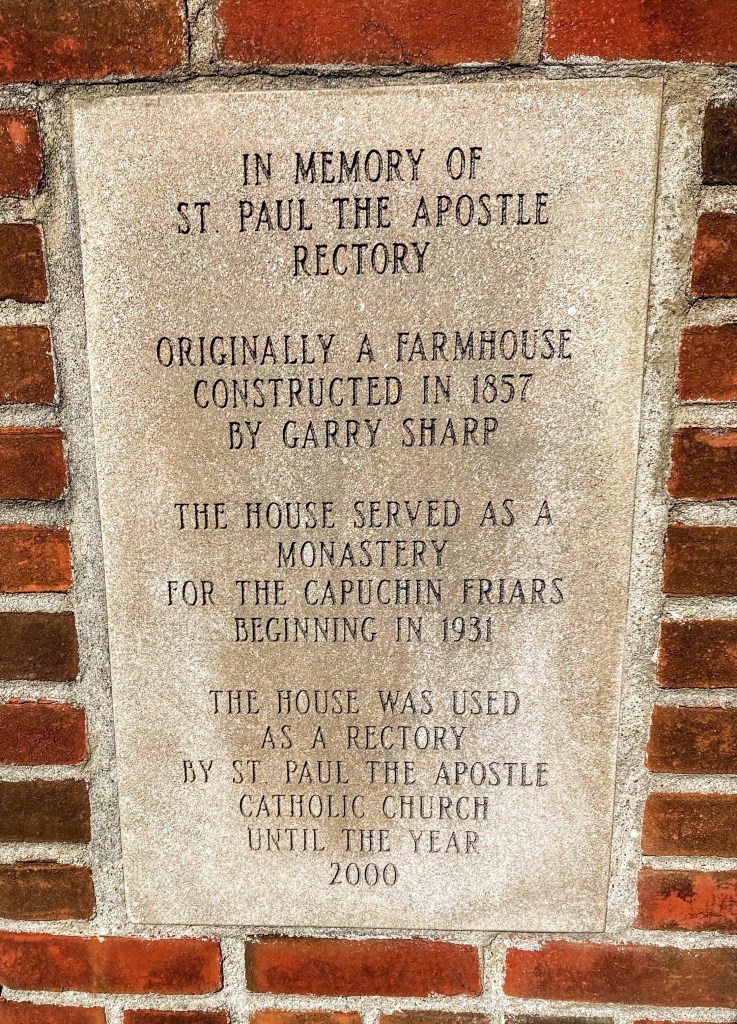 IN MEMORY OF
ST. PAUL THE APOSTLE
RECTORY
ORIGINALLY A FARMHOUSE
CONSTRUCTED IN 1857
BY GARRY SHARP
THE HOUSE SERVED AS A
MONASTERY
FOR THE CAPUCHIN FRIARS
BEGINNING IN 1931
THE HOUSE WAS USED
AS A RECTORY
BY ST. PAUL THE APOSTLE
CATHOLIC CHURCH
UNTIL THE YEAR
2000